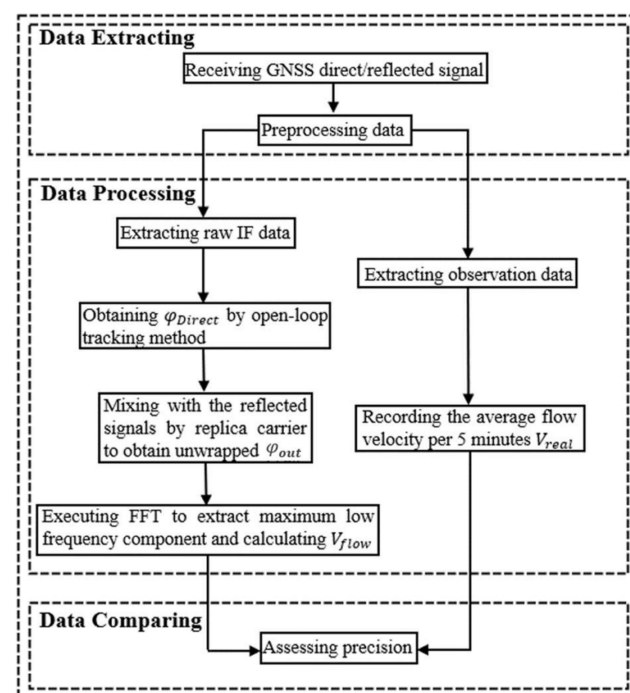 Data Extracting
Receiving GNSS direct/reflected signal
Preprocessing data
Data Processing
Extracting raw IF data
Extracting observation data
Obtaining φDirect by open-loop
tracking method
Mixing with the reflected
signals by replica carrier
to obtain unwrapped φout
Recording the average flow
velocity per 5 minutes Vreal
Executing FFT to extract maximum low
frequency component and calculating Vflow
Data Comparing
Assessing precision